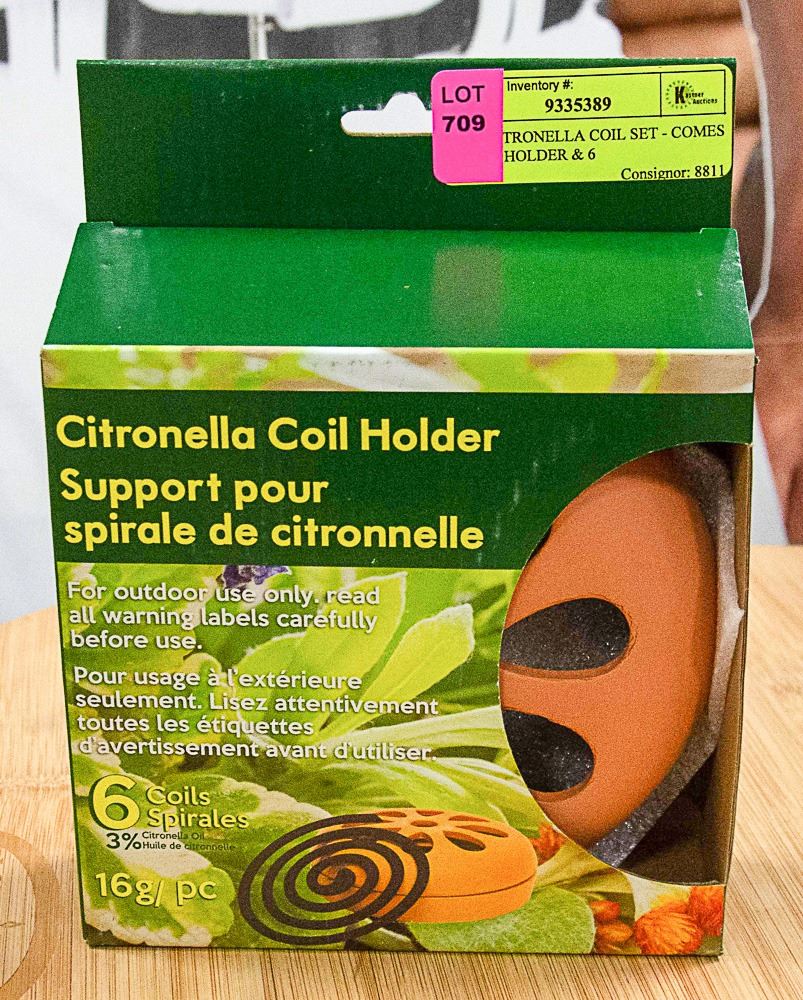 LOT
709
Inventory #:
9335389
Kastner
Auctions
TRONELLA COIL SET - COMES
HOLDER & 6
Consignor: 8811
Citronella Coil Holder
Support pour
spirale de citronnelle
For outdoor use only. read
all warning labels carefully
before use.
Pour usage à l'extérieure
seulement. Lisez attentivement
toutes les étiquettes
d'avertissement avant d'utiliser.
6 Coils
Spirales
3% Citronella Oil
Huile de citronnelle
16g/ pc